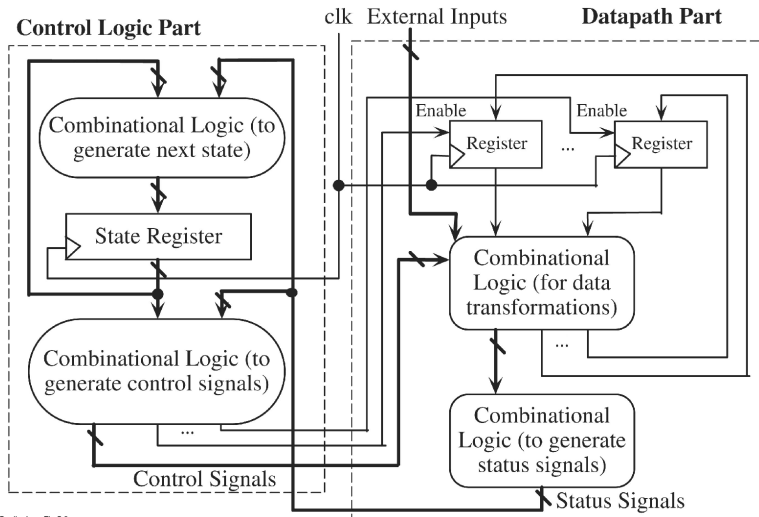 clk External Inputs
Control Logic Part
Datapath Part
Combinational Logic (to
generate next state)
State Register
Combinational Logic (to
generate control signals)
...
Control Signals
Enable
Register
...
Enable
Register
Combinational
Logic (for data
transformations)
...
Combinational
Logic (to generate
status signals)
Status Signals